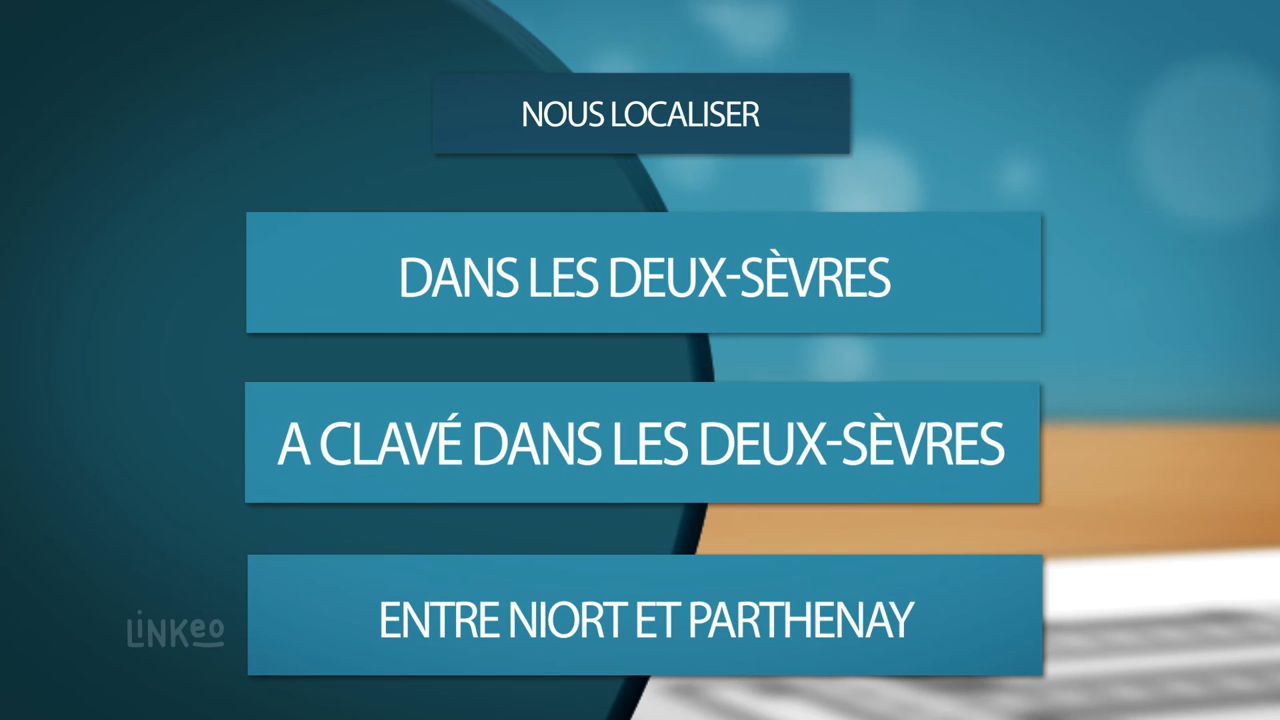 NOUS LOCALISER
DANS LES DEUX-SÈVRES
A CLAVÉ DANS LES DEUX-SÈVRES
ENTRE NIORT ET PARTHENAY
LINKeo